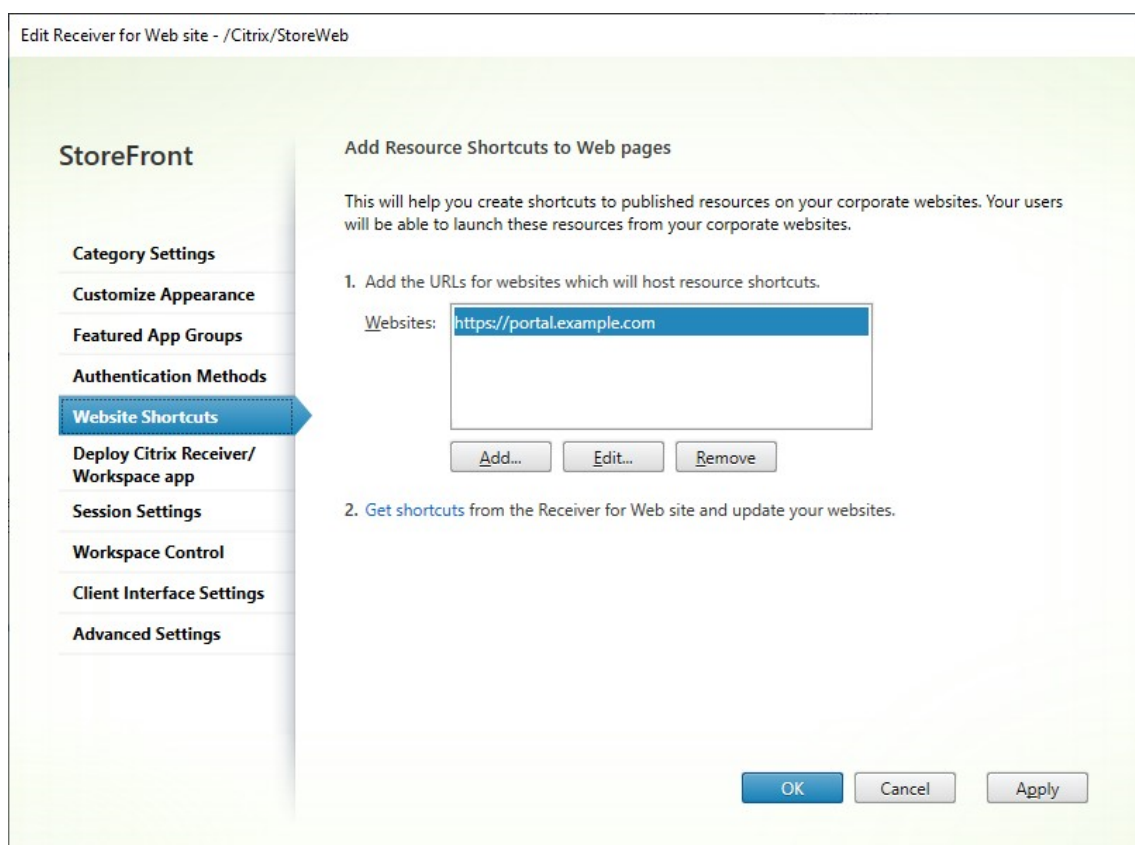 Edit Receiver for Web site - /Citrix/StoreWeb
StoreFront
Category Settings
Customize Appearance
Featured App Groups
Authentication Methods
Website Shortcuts
Deploy Citrix Receiver/
Workspace app
Session Settings
Workspace Control
Client Interface Settings
Advanced Settings
Add Resource Shortcuts to Web pages
This will help you create shortcuts to published resources on your corporate websites. Your users
will be able to launch these resources from your corporate websites.
1. Add the URLs for websites which will host resource shortcuts.
Websites:
https://portal.example.com
Add...
Edit...
Remove
2. Get shortcuts from the Receiver for Web site and update your websites.
OK
Cancel
Apply